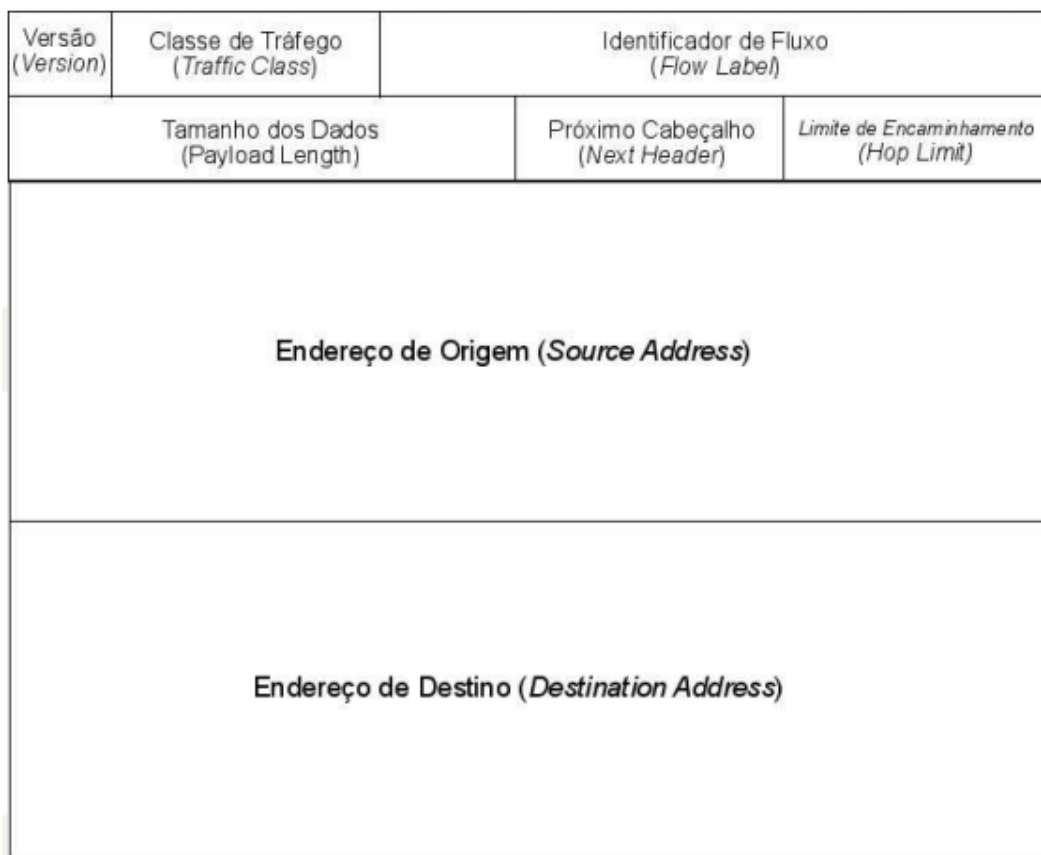 Versão
(Version)
Classe de Tráfego
(Traffic Class)
Identificador de Fluxo
(Flow Label)
Tamanho dos Dados
(Payload Length)
Próximo Cabeçalho
(Next Header)
Limite de Encaminhamento
(Hop Limit)
Endereço de Origem (Source Address)
Endereço de Destino (Destination Address)